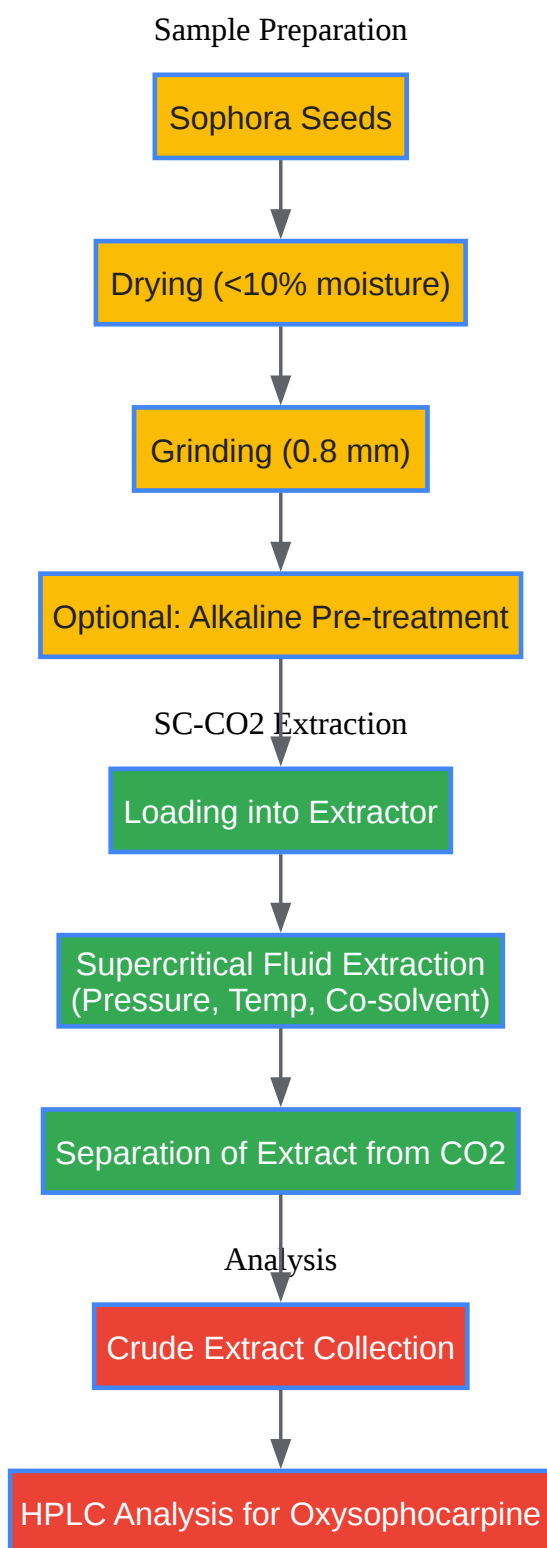 Sample Preparation
Sophora Seeds
Drying (<10% moisture)
Grinding (0.8 mm)
Optional: Alkaline Pre-treatment
SC-CO2 Extraction
Loading into Extractor
Supercritical Fluid Extraction
(Pressure, Temp, Co-solvent)
Separation of Extract from CO2
Analysis
Crude Extract Collection
HPLC Analysis for Oxysophocarpine